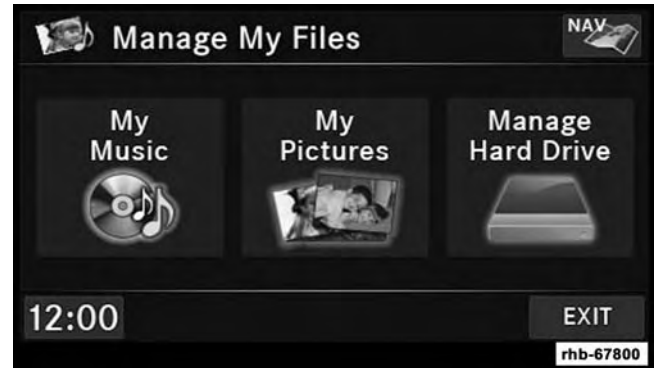 Manage My Files
NAV
My
Music
My
Pictures
Manage
Hard Drive
12:00
EXIT
rhb-67800